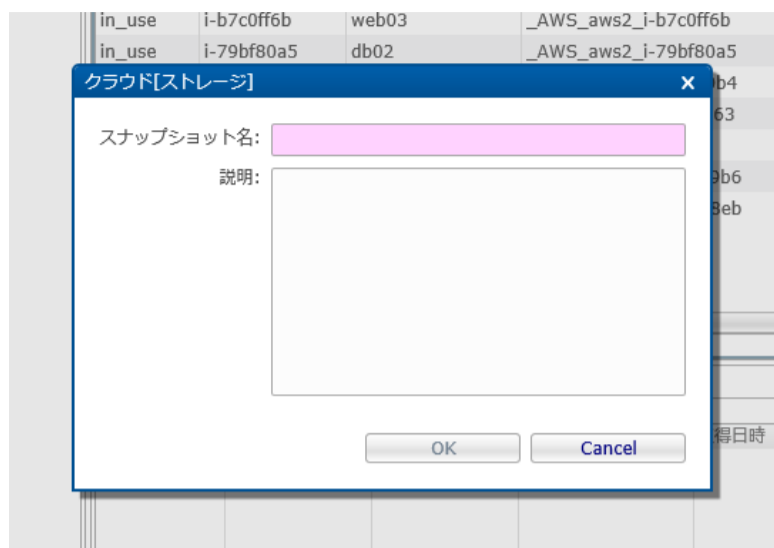 in_use i-b7c0ff6b web03 _AWS_aws2_i-b7c0ff6b
in_use i-79bf80a5 db02 _AWS_aws2_i-79bf80a5
クラウド[ストレージ] x
b4
63
スナップショット名:
説明:
9b6
8eb
得日時
OK Cancel